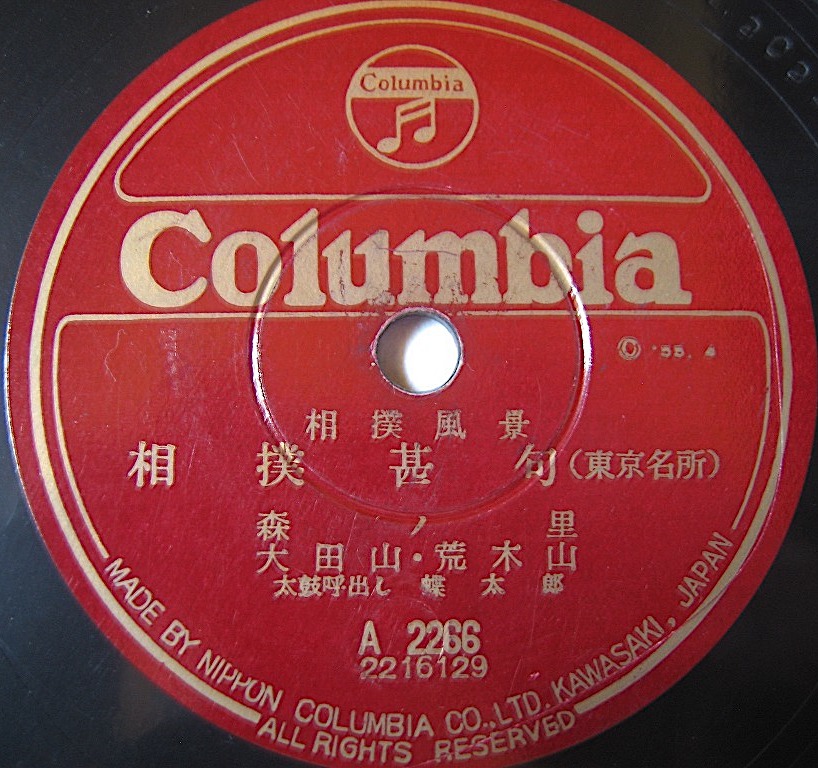 Columbia
Columbia
Ⓒ '55. 4
相撲風景
相撲甚句(東京名所)
森ノ里
大田山・荒木山
太鼓呼出し 蝶太郎
A 2266
2216129
MADE BY NIPPON COLUMBIA CO., LTD. KAWASAKI, JAPAN
ALL RIGHTS RESERVED